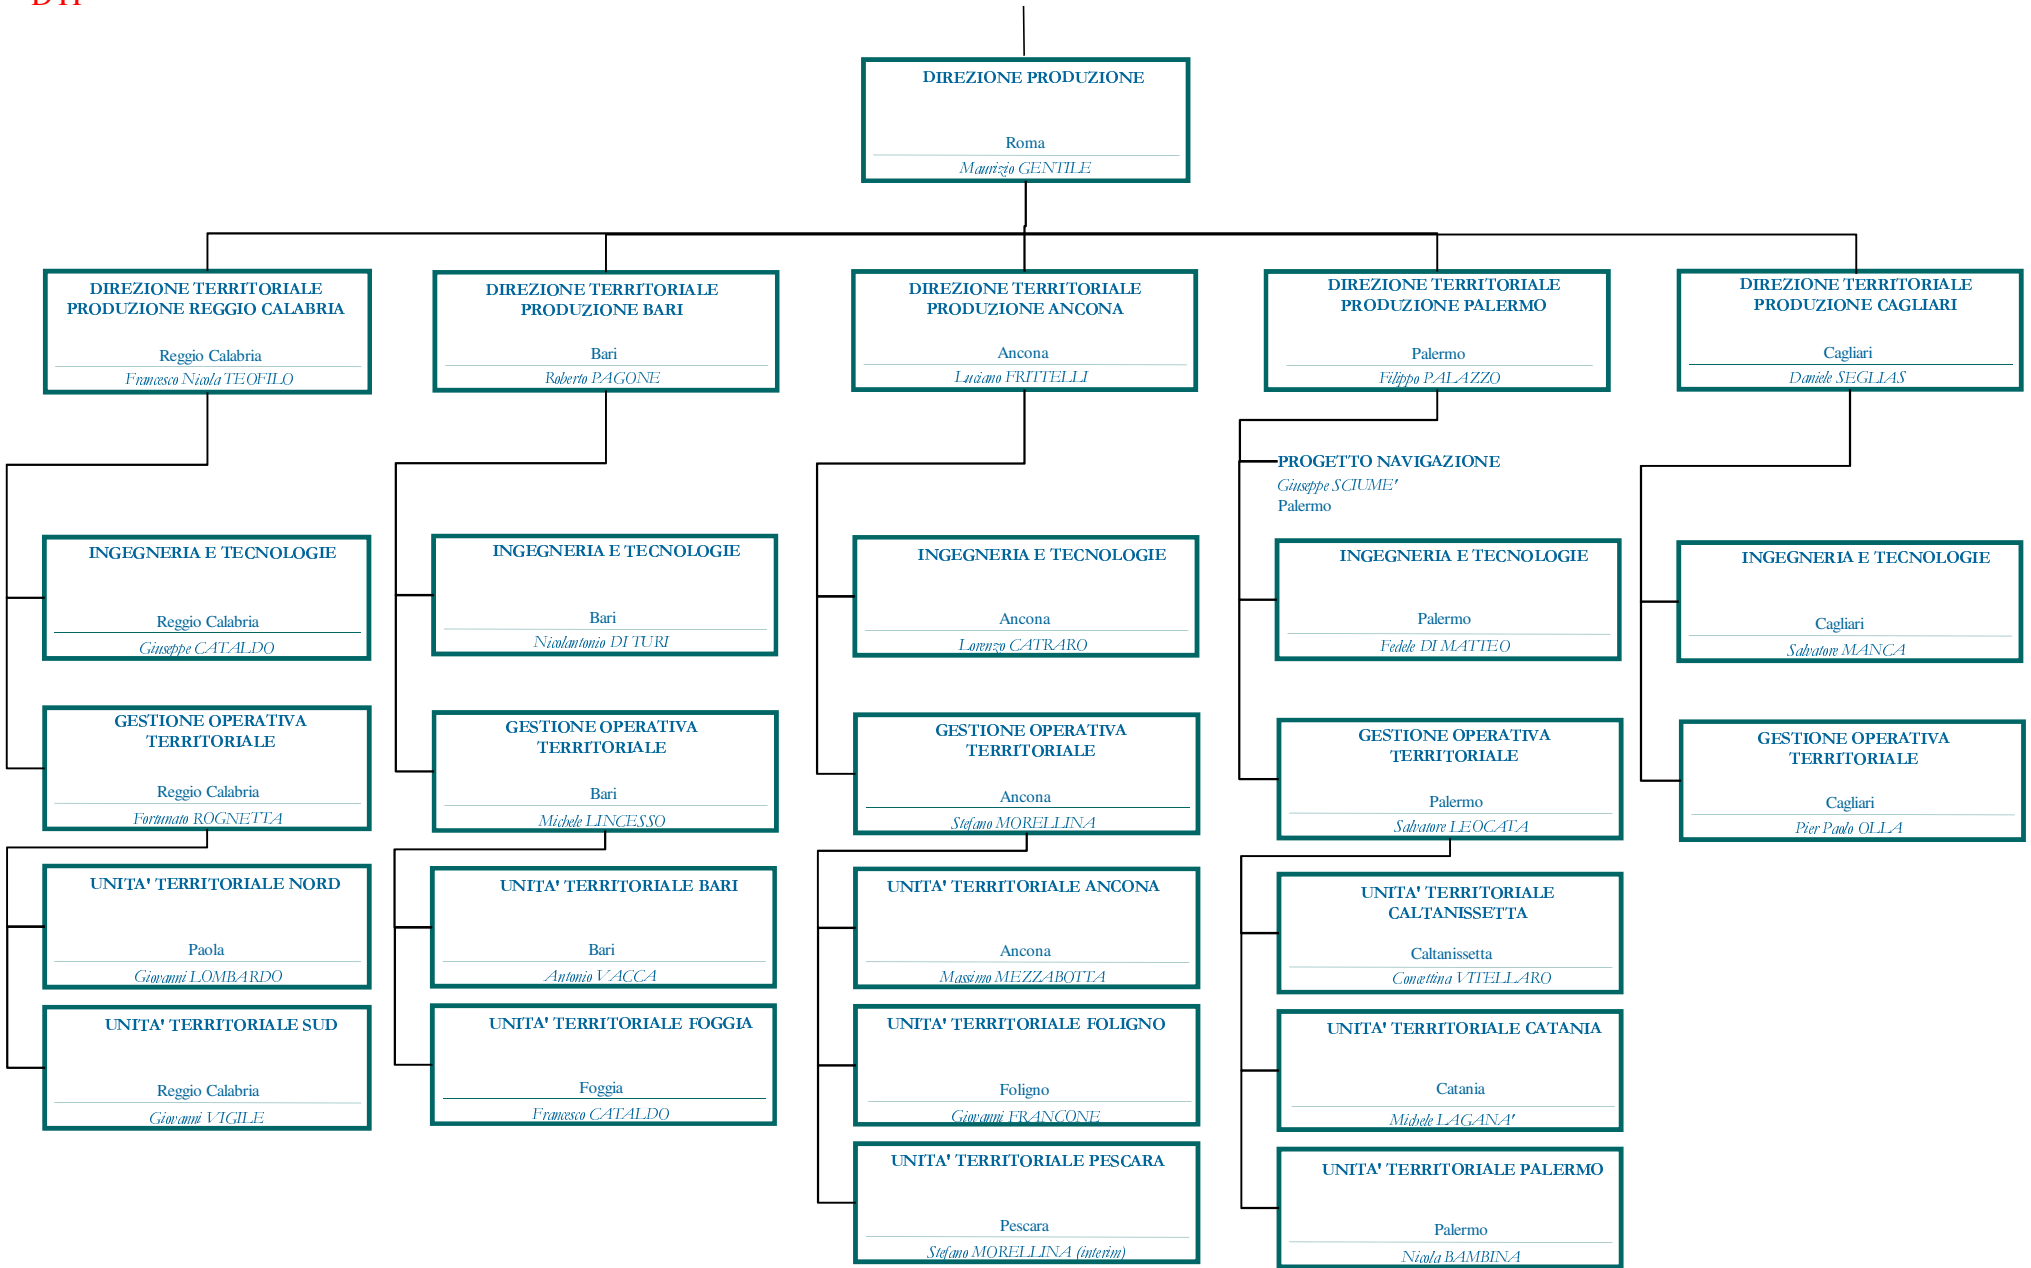 DIREZIONE PRODUZIONE
Roma
Maurizio GENTILE
DIREZIONE TERRITORIALE
PRODUZIONE REGGIO CALABRIA
Reggio Calabria
Francesco Nicola TEOFILO
DIREZIONE TERRITORIALE
PRODUZIONE BARI
Bari
Roberto PAGONE
DIREZIONE TERRITORIALE
PRODUZIONE ANCONA
Ancona
Luciano FRITTELLI
DIREZIONE TERRITORIALE
PRODUZIONE PALERMO
Palermo
Filippo PALAZZO
DIREZIONE TERRITORIALE
PRODUZIONE CAGLIARI
Cagliari
Daniele SEGLIAS
INGEGNERIA E TECNOLOGIE
Reggio Calabria
Giuseppe CATALDO
GESTIONE OPERATIVA
TERRITORIALE
Reggio Calabria
Fortunato ROGNETTA
UNITA' TERRITORIALE NORD
Paola
Giovanni LOMBARDO
UNITA' TERRITORIALE SUD
Reggio Calabria
Giovanni VIGILE
INGEGNERIA E TECNOLOGIE
Bari
Nicolantonio DI TURI
GESTIONE OPERATIVA
TERRITORIALE
Bari
Michele LINCESSO
UNITA' TERRITORIALE BARI
Bari
Antonio VACCA
UNITA' TERRITORIALE FOGGIA
Foggia
Francesco CATALDO
INGEGNERIA E TECNOLOGIE
Ancona
Lorenzo CATRARO
GESTIONE OPERATIVA
TERRITORIALE
Ancona
Stefano MORELLINA
UNITA' TERRITORIALE ANCONA
Ancona
Massimo MEZZABOTTA
UNITA' TERRITORIALE FOLIGNO
Foligno
Giovanni FRANCONE
UNITA' TERRITORIALE PESCARA
Pescara
Stefano MORELLINA (interim)
PROGETTO NAVIGAZIONE
Giuseppe SCIUME'
Palermo
INGEGNERIA E TECNOLOGIE
Palermo
Fedele DI MATTEO
GESTIONE OPERATIVA
TERRITORIALE
Palermo
Salvatore LEOCATA
UNITA' TERRITORIALE
CALTANISSETTA
Caltanissetta
Concettina VITELLARO
UNITA' TERRITORIALE CATANIA
Catania
Michele LAGANA'
UNITA' TERRITORIALE PALERMO
Palermo
Nicola BAMBINA
INGEGNERIA E TECNOLOGIE
Cagliari
Salvatore MANCA
GESTIONE OPERATIVA
TERRITORIALE
Cagliari
Pier Paolo OLLA